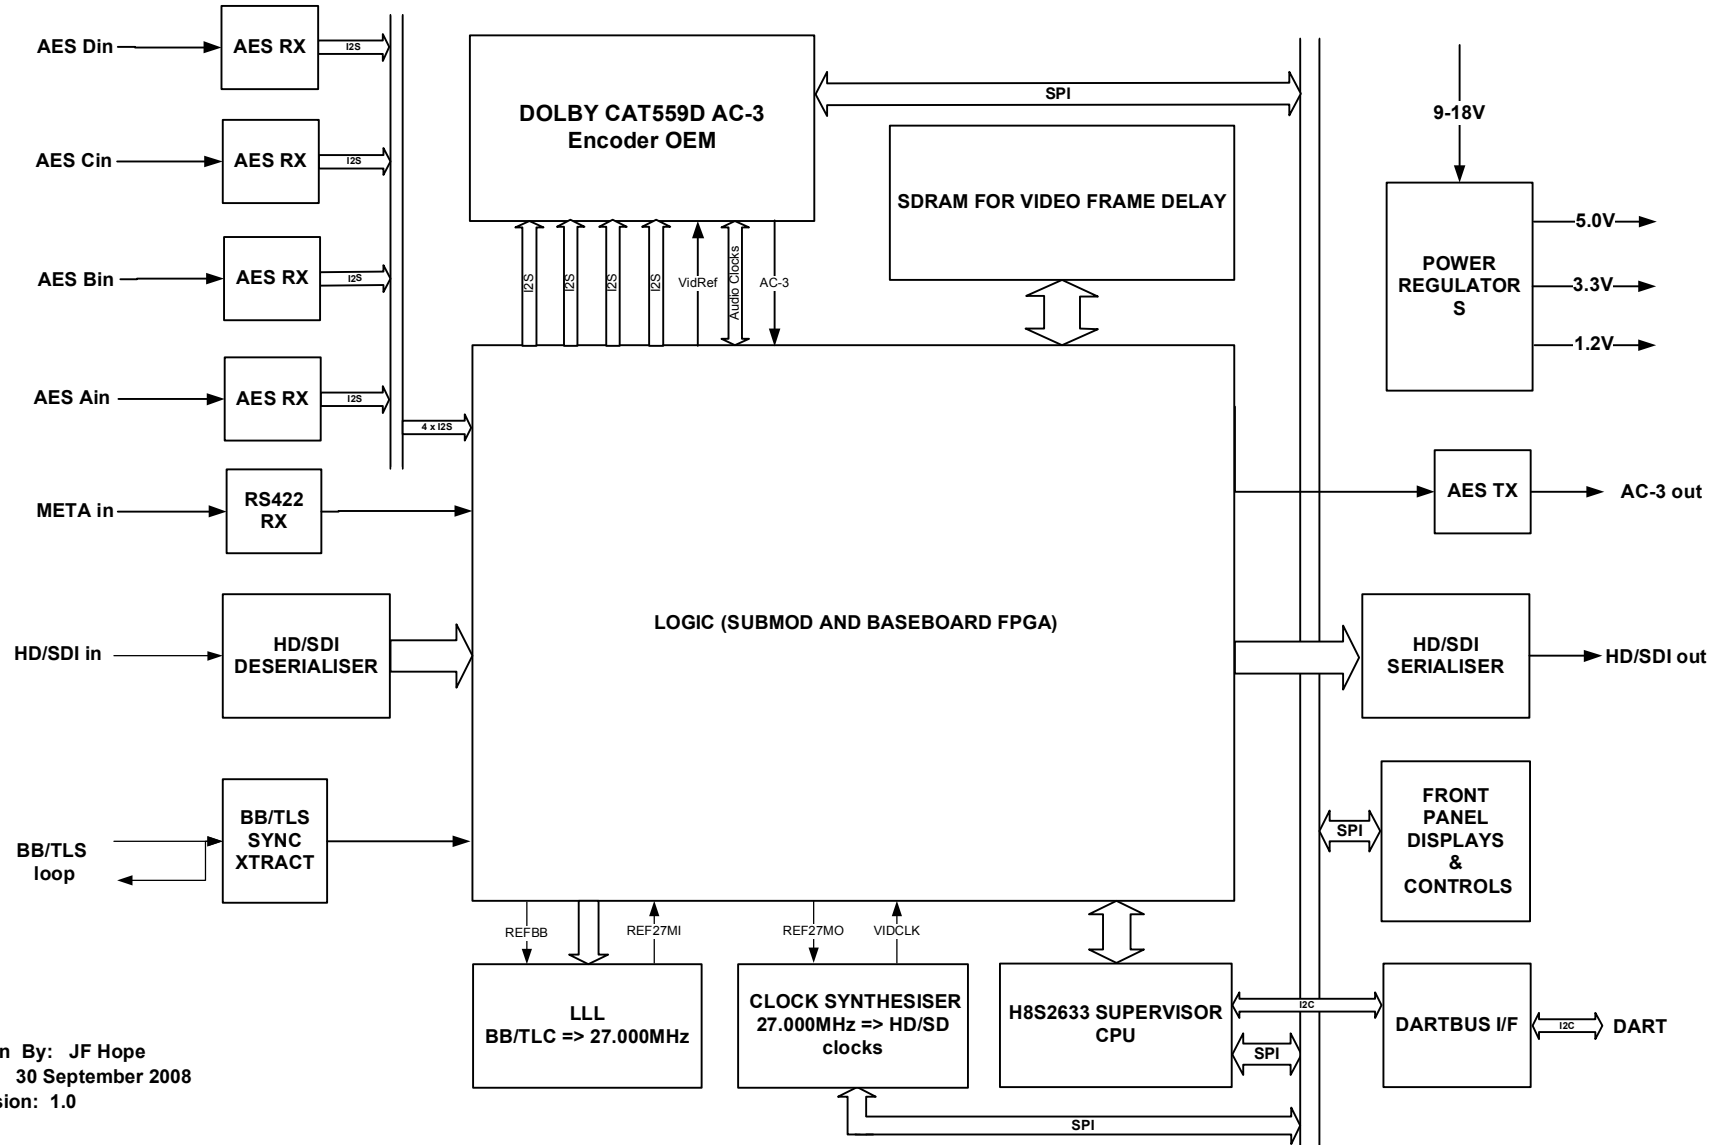 AES Din
AES RX
I2S
AES Cin
AES RX
I2S
AES Bin
AES RX
I2S
AES Ain
AES RX
I2S
4 x I2S
META in
RS422
RX
HD/SDI in
HD/SDI
DESERIALISER
BB/TLS
loop
BB/TLS
SYNC
XTRACT
DOLBY CAT559D AC-3
Encoder OEM
SPI
SDRAM FOR VIDEO FRAME DELAY
I2S
I2S
I2S
I2S
VidRef
Audio Clocks
AC-3
LOGIC (SUBMOD AND BASEBOARD FPGA)
9-18V
POWER
REGULATOR
S
5.0V
3.3V
1.2V
AES TX
AC-3 out
HD/SDI
SERIALISER
HD/SDI out
FRONT
PANEL
DISPLAYS
&
CONTROLS
SPI
REFBB
REF27MI
REF27MO
VIDCLK
LLL
BB/TLC => 27.000MHz
CLOCK SYNTHESISER
27.000MHz => HD/SD
clocks
H8S2633 SUPERVISOR
CPU
I2C
SPI
SPI
DARTBUS I/F
I2C
DART
n By: JF Hope
30 September 2008
sion: 1.0